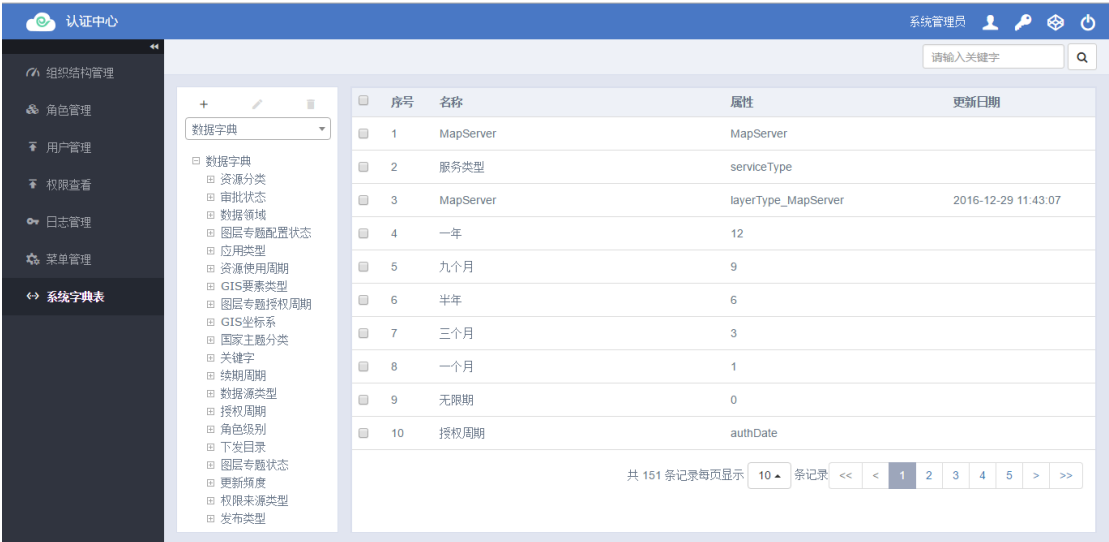 认证中心
系统管理员
请输入关键字
组织结构管理
角色管理
用户管理
权限查看
日志管理
菜单管理
系统字典表
数据字典
数据字典
资源分类
审批状态
数据领域
图层专题配置状态
应用类型
资源使用周期
GIS要素类型
图层专题授权周期
GIS坐标系
国家主题分类
关键字
续期周期
数据源类型
授权周期
角色级别
下发目录
图层专题状态
更新频度
权限来源类型
发布类型
序号 名称 属性 更新日期
1 MapServer MapServer
2 服务类型 serviceType
3 MapServer layerType_MapServer 2016-12-29 11:43:07
4 一年 12
5 九个月 9
6 半年 6
7 三个月 3
8 一个月 1
9 无限期 0
10 授权周期 authDate
共 151 条记录每页显示 10 条记录 << < 1 2 3 4 5 > >>